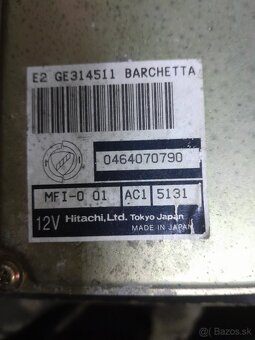 E2 GE314511 BARCHETTA
0464070790
MFI-0 01 AC1 5131
12V Hitachi,Ltd. Tokyo Japan
MADE IN JAPAN
bazos.sk